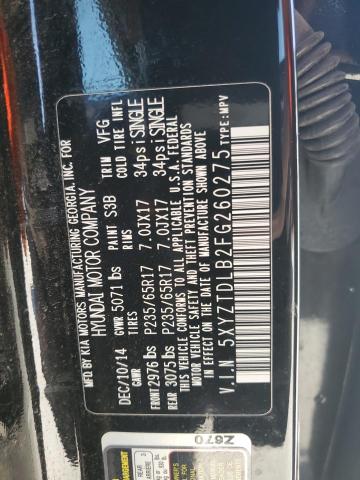 MFD. BY KIA MOTORS MANUFACTURING GEORGIA, INC. FOR
HYUNDAI MOTOR COMPANY
DEC/10/14 GVWR 5071 lbs PAINT S3B TRIM VFG
GAWR TIRES RIMS COLD TIRE INFL
FRONT 2976 lbs P235/65R17 7.0JX17 34psi SINGLE
REAR 3075 lbs P235/65R17 7.0JX17 34psi SINGLE
THIS VEHICLE CONFORMS TO ALL APPLICABLE U.S.A. FEDERAL
MOTOR VEHICLE SAFETY AND THEFT PREVENTION STANDARDS
IN EFFECT ON THE DATE OF MANUFACTURE SHOWN ABOVE.
V.I.N 5XYZTDLB2FG260275 TYPE:MPV
Z670
REAR
ARRIERE 3